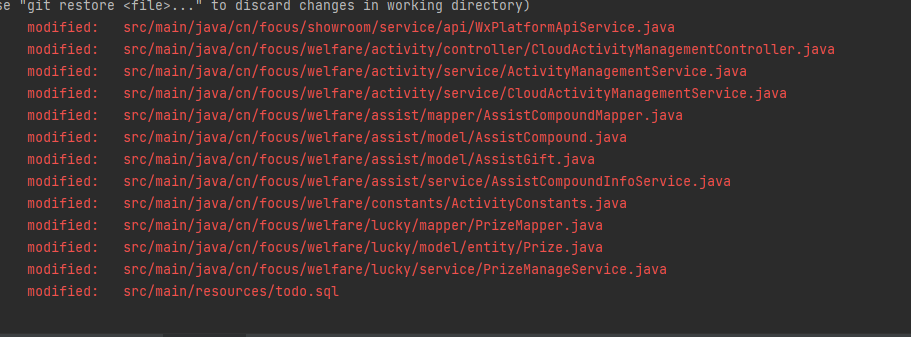 se "git restore <file>..." to discard changes in working directory)
modified:   src/main/java/cn/focus/showroom/service/api/WxPlatformApiService.java
modified:   src/main/java/cn/focus/welfare/activity/controller/CloudActivityManagementController.java
modified:   src/main/java/cn/focus/welfare/activity/service/ActivityManagementService.java
modified:   src/main/java/cn/focus/welfare/activity/service/CloudActivityManagementService.java
modified:   src/main/java/cn/focus/welfare/assist/mapper/AssistCompoundMapper.java
modified:   src/main/java/cn/focus/welfare/assist/model/AssistCompound.java
modified:   src/main/java/cn/focus/welfare/assist/model/AssistGift.java
modified:   src/main/java/cn/focus/welfare/assist/service/AssistCompoundInfoService.java
modified:   src/main/java/cn/focus/welfare/constants/ActivityConstants.java
modified:   src/main/java/cn/focus/welfare/lucky/mapper/PrizeMapper.java
modified:   src/main/java/cn/focus/welfare/lucky/model/entity/Prize.java
modified:   src/main/java/cn/focus/welfare/lucky/service/PrizeManageService.java
modified:   src/main/resources/todo.sql